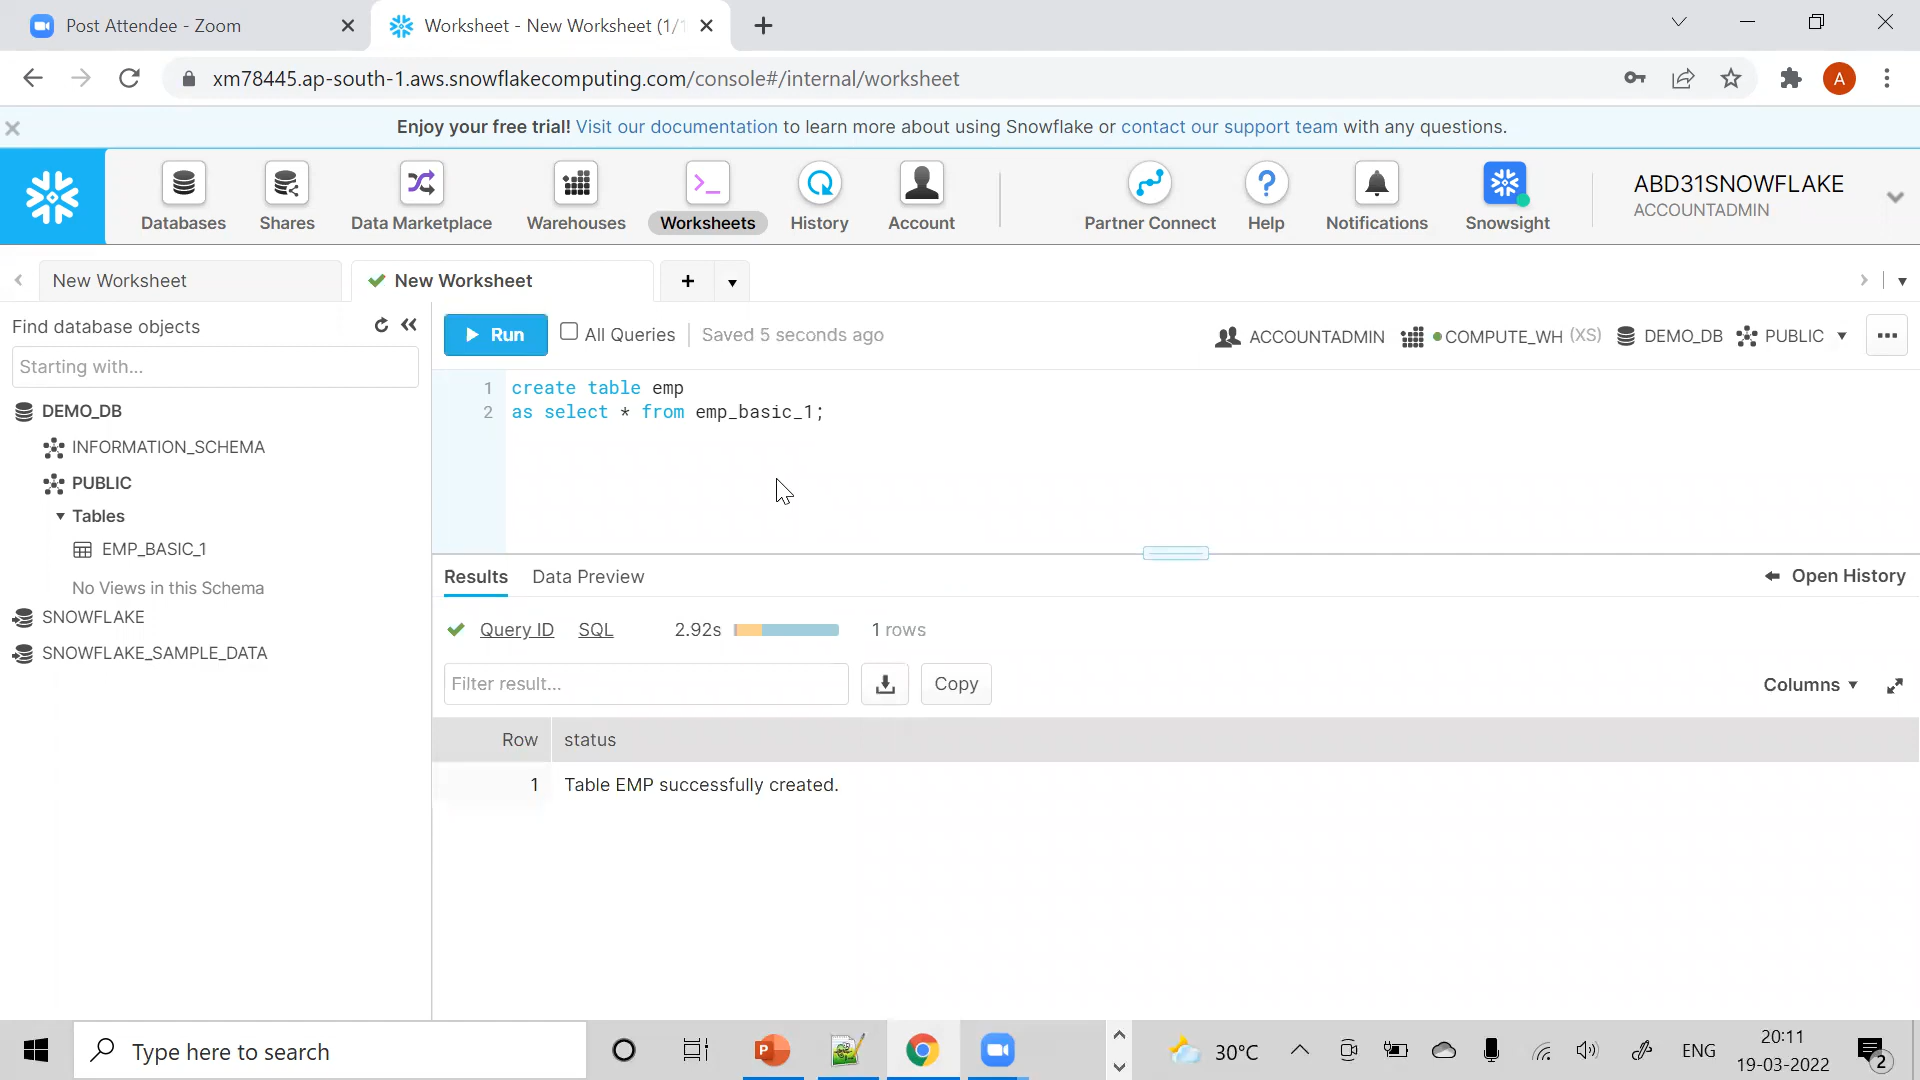 Post Attendee - Zoom
Worksheet - New Worksheet (1/
xm78445.ap-south-1.aws.snowflakecomputing.com/console#/internal/worksheet
A
Enjoy your free trial! Visit our documentation to learn more about using Snowflake or contact our support team with any questions.
Databases
Shares
Data Marketplace
Warehouses
Worksheets
History
Account
Partner Connect
Help
Notifications
Snowsight
ABD31SNOWFLAKE
ACCOUNTADMIN
New Worksheet
New Worksheet
Find database objects
Starting with...
DEMO_DB
INFORMATION_SCHEMA
PUBLIC
Tables
EMP_BASIC_1
No Views in this Schema
SNOWFLAKE
SNOWFLAKE_SAMPLE_DATA
Run
All Queries
Saved 5 seconds ago
ACCOUNTADMIN
COMPUTE_WH (XS)
DEMO_DB
PUBLIC
1 create table emp
2 as select * from emp_basic_1;
Results
Data Preview
Open History
Query ID
SQL
2.92s
1 rows
Filter result...
Copy
Columns
Row status
1 Table EMP successfully created.
Type here to search
30°C
ENG
20:11
19-03-2022
2